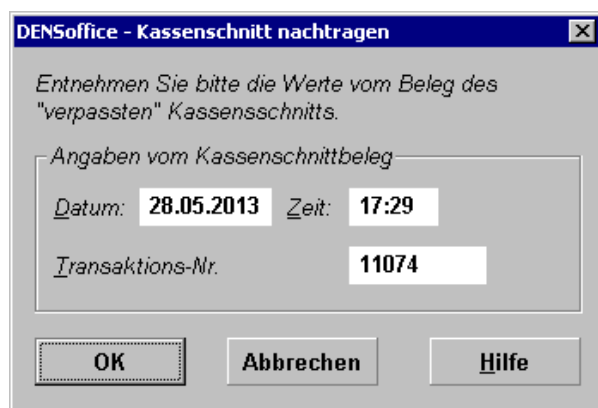 DENSoffice - Kassenschnitt nachtragen
Entnehmen Sie bitte die Werte vom Beleg des
"verpassten" Kassensschnitts.
Angaben vom Kassenschnittbeleg
Datum: 28.05.2013 Zeit: 17:29
Transaktions-Nr. 11074
OK Abbrechen Hilfe